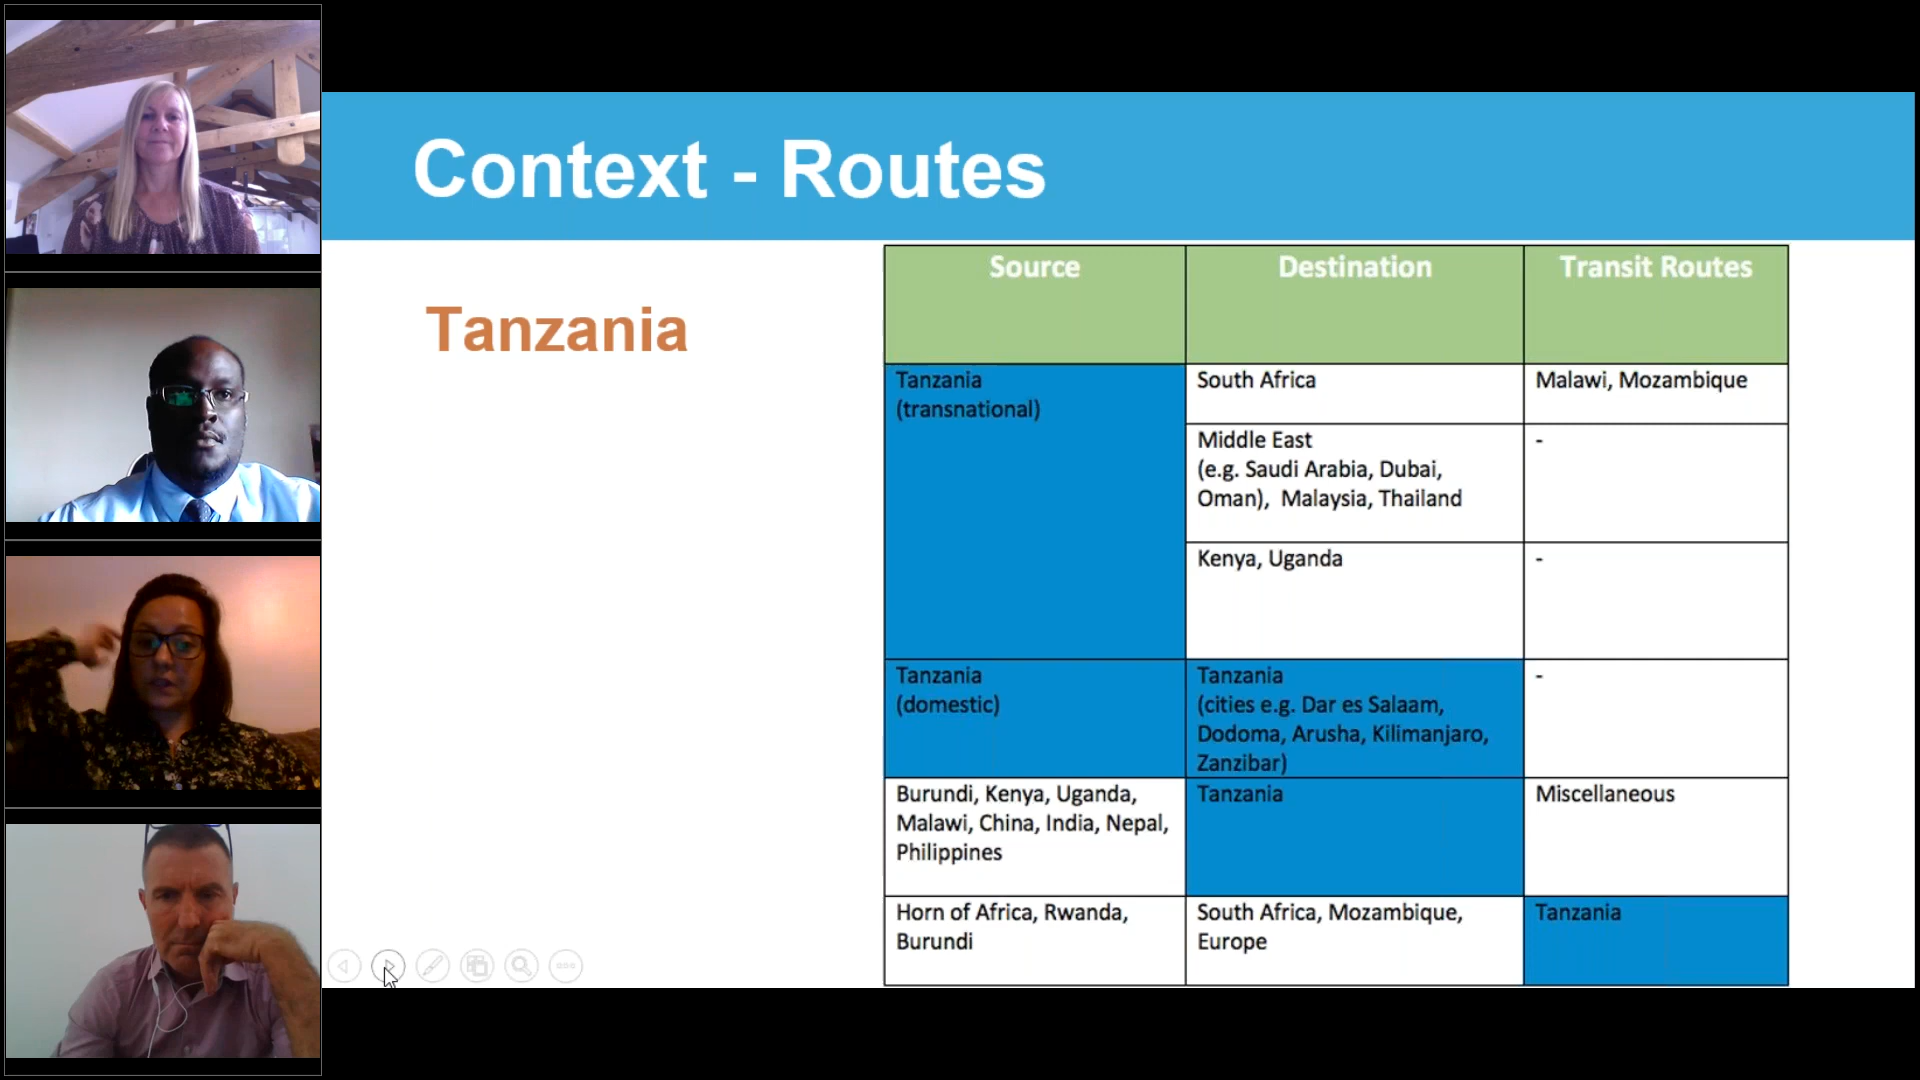 Context - Routes
Tanzania
Source
Destination
Transit Routes
Tanzania
(transnational)
South Africa
Malawi, Mozambique
Middle East
(e.g. Saudi Arabia, Dubai,
Oman), Malaysia, Thailand
-
Kenya, Uganda
-
Tanzania
(domestic)
Tanzania
(cities e.g. Dar es Salaam,
Dodoma, Arusha, Kilimanjaro,
Zanzibar)
-
Burundi, Kenya, Uganda,
Malawi, China, India, Nepal,
Philippines
Tanzania
Miscellaneous
Horn of Africa, Rwanda,
Burundi
South Africa, Mozambique,
Europe
Tanzania